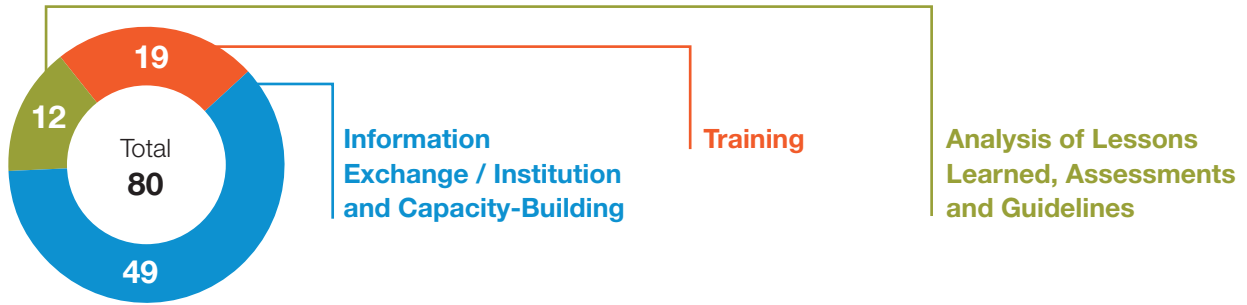 19
12
Total
80
49
Information
Exchange / Institution
and Capacity-Building
Training
Analysis of Lessons
Learned, Assessments
and Guidelines